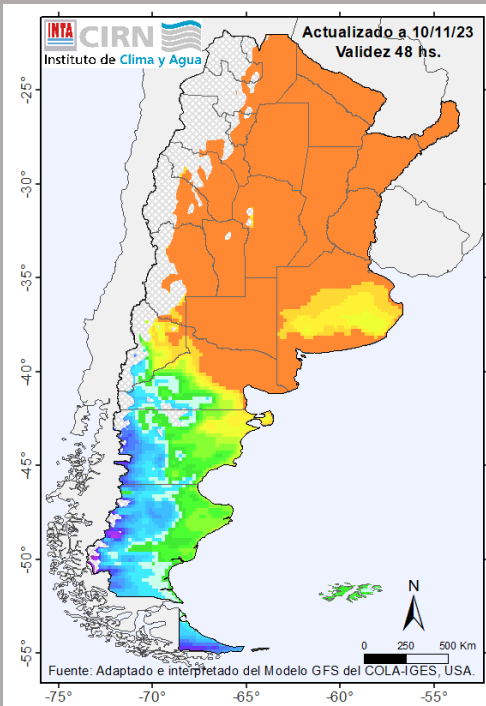 INTA CIRN
Instituto de Clima y Agua
Actualizado a 10/11/23
Validez 48 hs.
-25°
-30°
-35°
-40°
-45°
-50°
-55°
N
0 250 500 Km
Fuente: Adaptado e interpretado del Modelo GFS del COLA-IGES, USA.
-75° -70° -65° -60° -55°